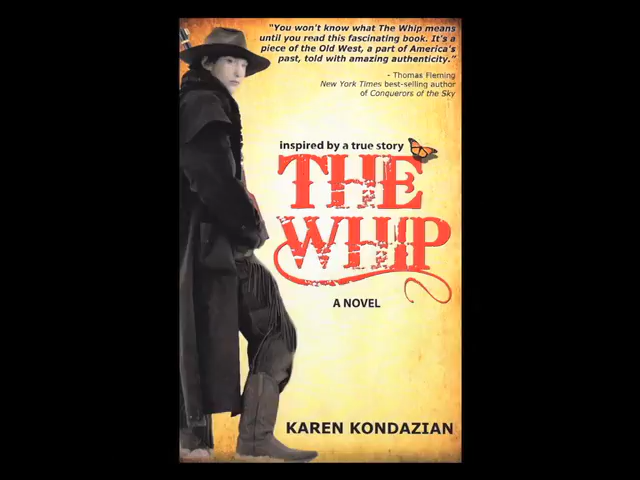 "You won't know what The Whip means
until you read this fascinating book. It's a
piece of the Old West, a part of America's
past, told with amazing authenticity."
- Thomas Fleming
New York Times best-selling author
of Conquerors of the Sky
inspired by a true story
THE
WHIP
A NOVEL
KAREN KONDAZIAN